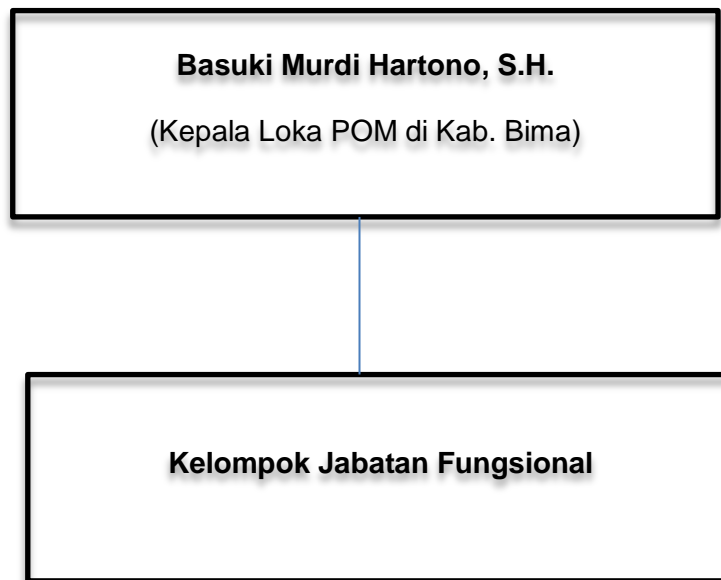 Basuki Murdi Hartono, S.H.
(Kepala Loka POM di Kab. Bima)
Kelompok Jabatan Fungsional